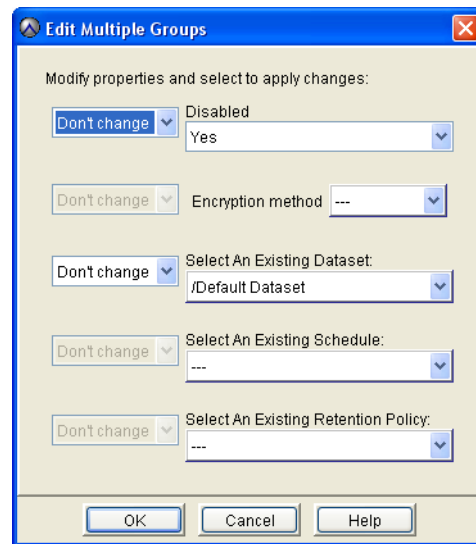 Edit Multiple Groups
Modify properties and select to apply changes:
Don't change
Disabled
Yes
Don't change
Encryption method
---
Don't change
Select An Existing Dataset:
/Default Dataset
Don't change
Select An Existing Schedule:
---
Don't change
Select An Existing Retention Policy:
---
OK
Cancel
Help